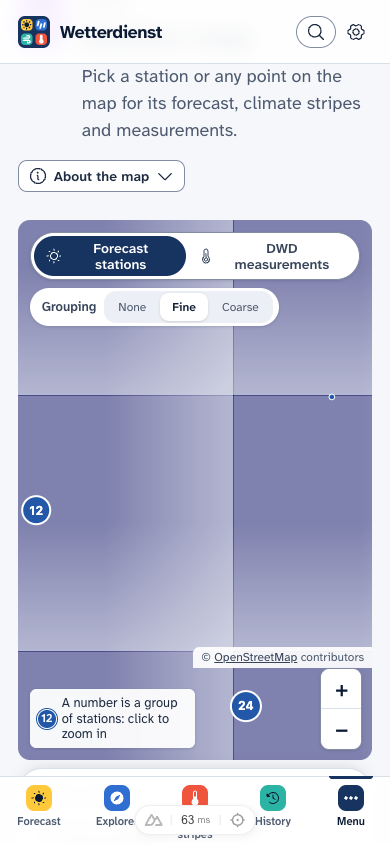 Wetterdienst
Pick a station or any point on the
map for its forecast, climate stripes
and measurements.
About the map
Forecast
stations
DWD
measurements
Grouping
None
Fine
Coarse
12
© OpenStreetMap contributors
12
A number is a group
of stations: click to
zoom in
24
+
−
Forecast
Explore
63 ms
stripes
History
Menu